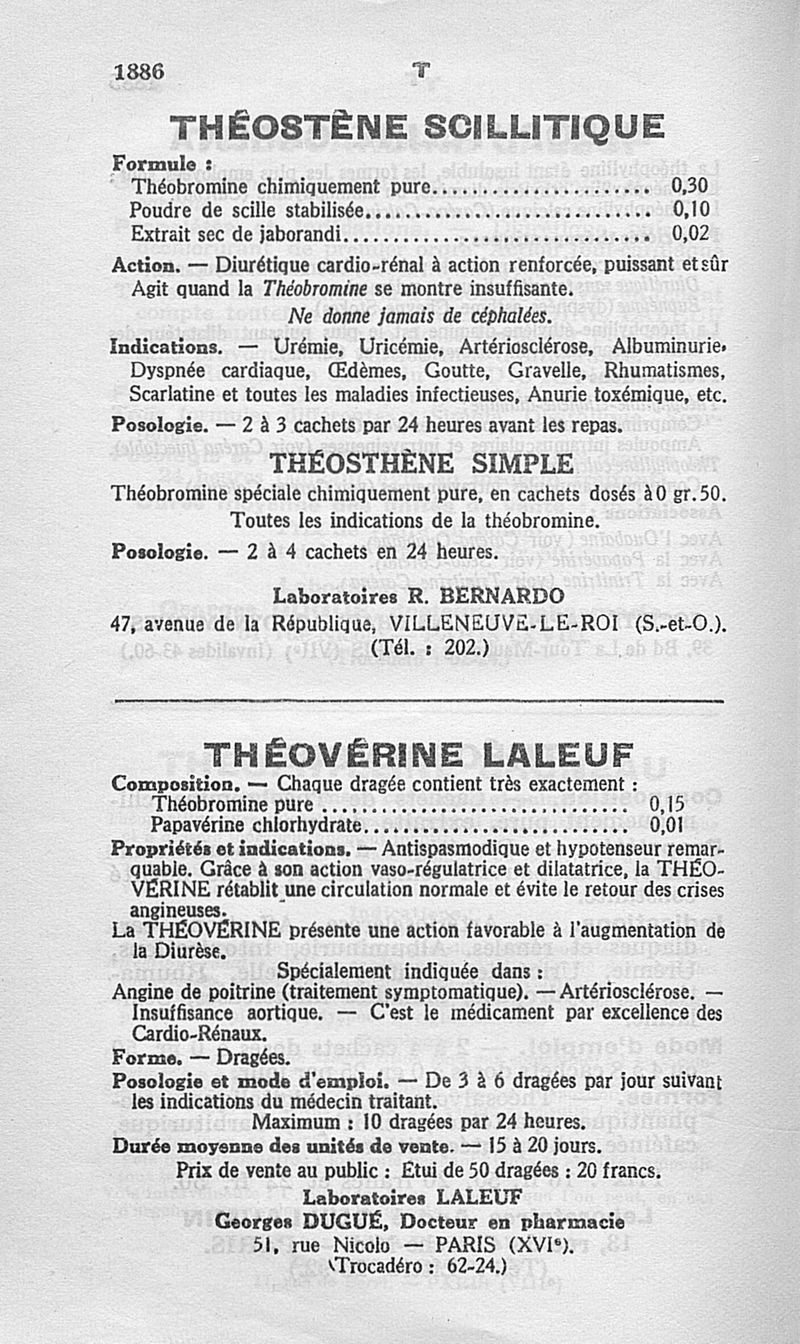 1886
T
THÉOSTÈNE SCILLITIQUE
Formule :
Théobromine chimiquement pure...................... 0,30
Poudre de scille stabilisée............................. 0,10
Extrait sec de jaborandi............................... 0,02
Action. — Diurétique cardio-rénal à action renforcée, puissant et sûr
Agit quand la Théobromine se montre insuffisante.
Ne donne jamais de céphalées.
Indications. — Urémie, Uricémie, Artériosclérose, Albuminurie.
Dyspnée cardiaque, Œdèmes, Goutte, Gravelle, Rhumatismes,
Scarlatine et toutes les maladies infectieuses, Anurie toxémique, etc.
Posologie. — 2 à 3 cachets par 24 heures avant les repas.
THÉOSTHÈNE SIMPLE
Théobromine spéciale chimiquement pure, en cachets dosés à 0 gr. 50.
Toutes les indications de la théobromine.
Posologie. — 2 à 4 cachets en 24 heures.
Laboratoires R. BERNARDO
47, avenue de la République, VILLENEUVE-LE-ROI (S.-et-O.).
(Tél. : 202.)
THÉOVÉRINE LALEUF
Composition. — Chaque dragée contient très exactement :
Théobromine pure ............................... 0,15
Papavérine chlorhydrate........................... 0,01
Propriétés et indications. — Antispasmodique et hypotenseur remar-
quable. Grâce à son action vaso-régulatrice et dilatatrice, la THÉO-
VÉRINE rétablit une circulation normale et évite le retour des crises
angineuses.
La THÉOVÉRINE présente une action favorable à l'augmentation de
la Diurèse.
Spécialement indiquée dans :
Angine de poitrine (traitement symptomatique). — Artériosclérose. —
Insuffisance aortique. — C'est le médicament par excellence des
Cardio-Rénaux.
Forme. — Dragées.
Posologie et mode d'emploi. — De 3 à 6 dragées par jour suivant
les indications du médecin traitant.
Maximum : 10 dragées par 24 heures.
Durée moyenne des unités de vente. — 15 à 20 jours.
Prix de vente au public : Etui de 50 dragées : 20 francs.
Laboratoires LALEUF
Georges DUGUÉ, Docteur en pharmacie
51, rue Nicolo — PARIS (XVIe).
(Trocadéro : 62-24.)